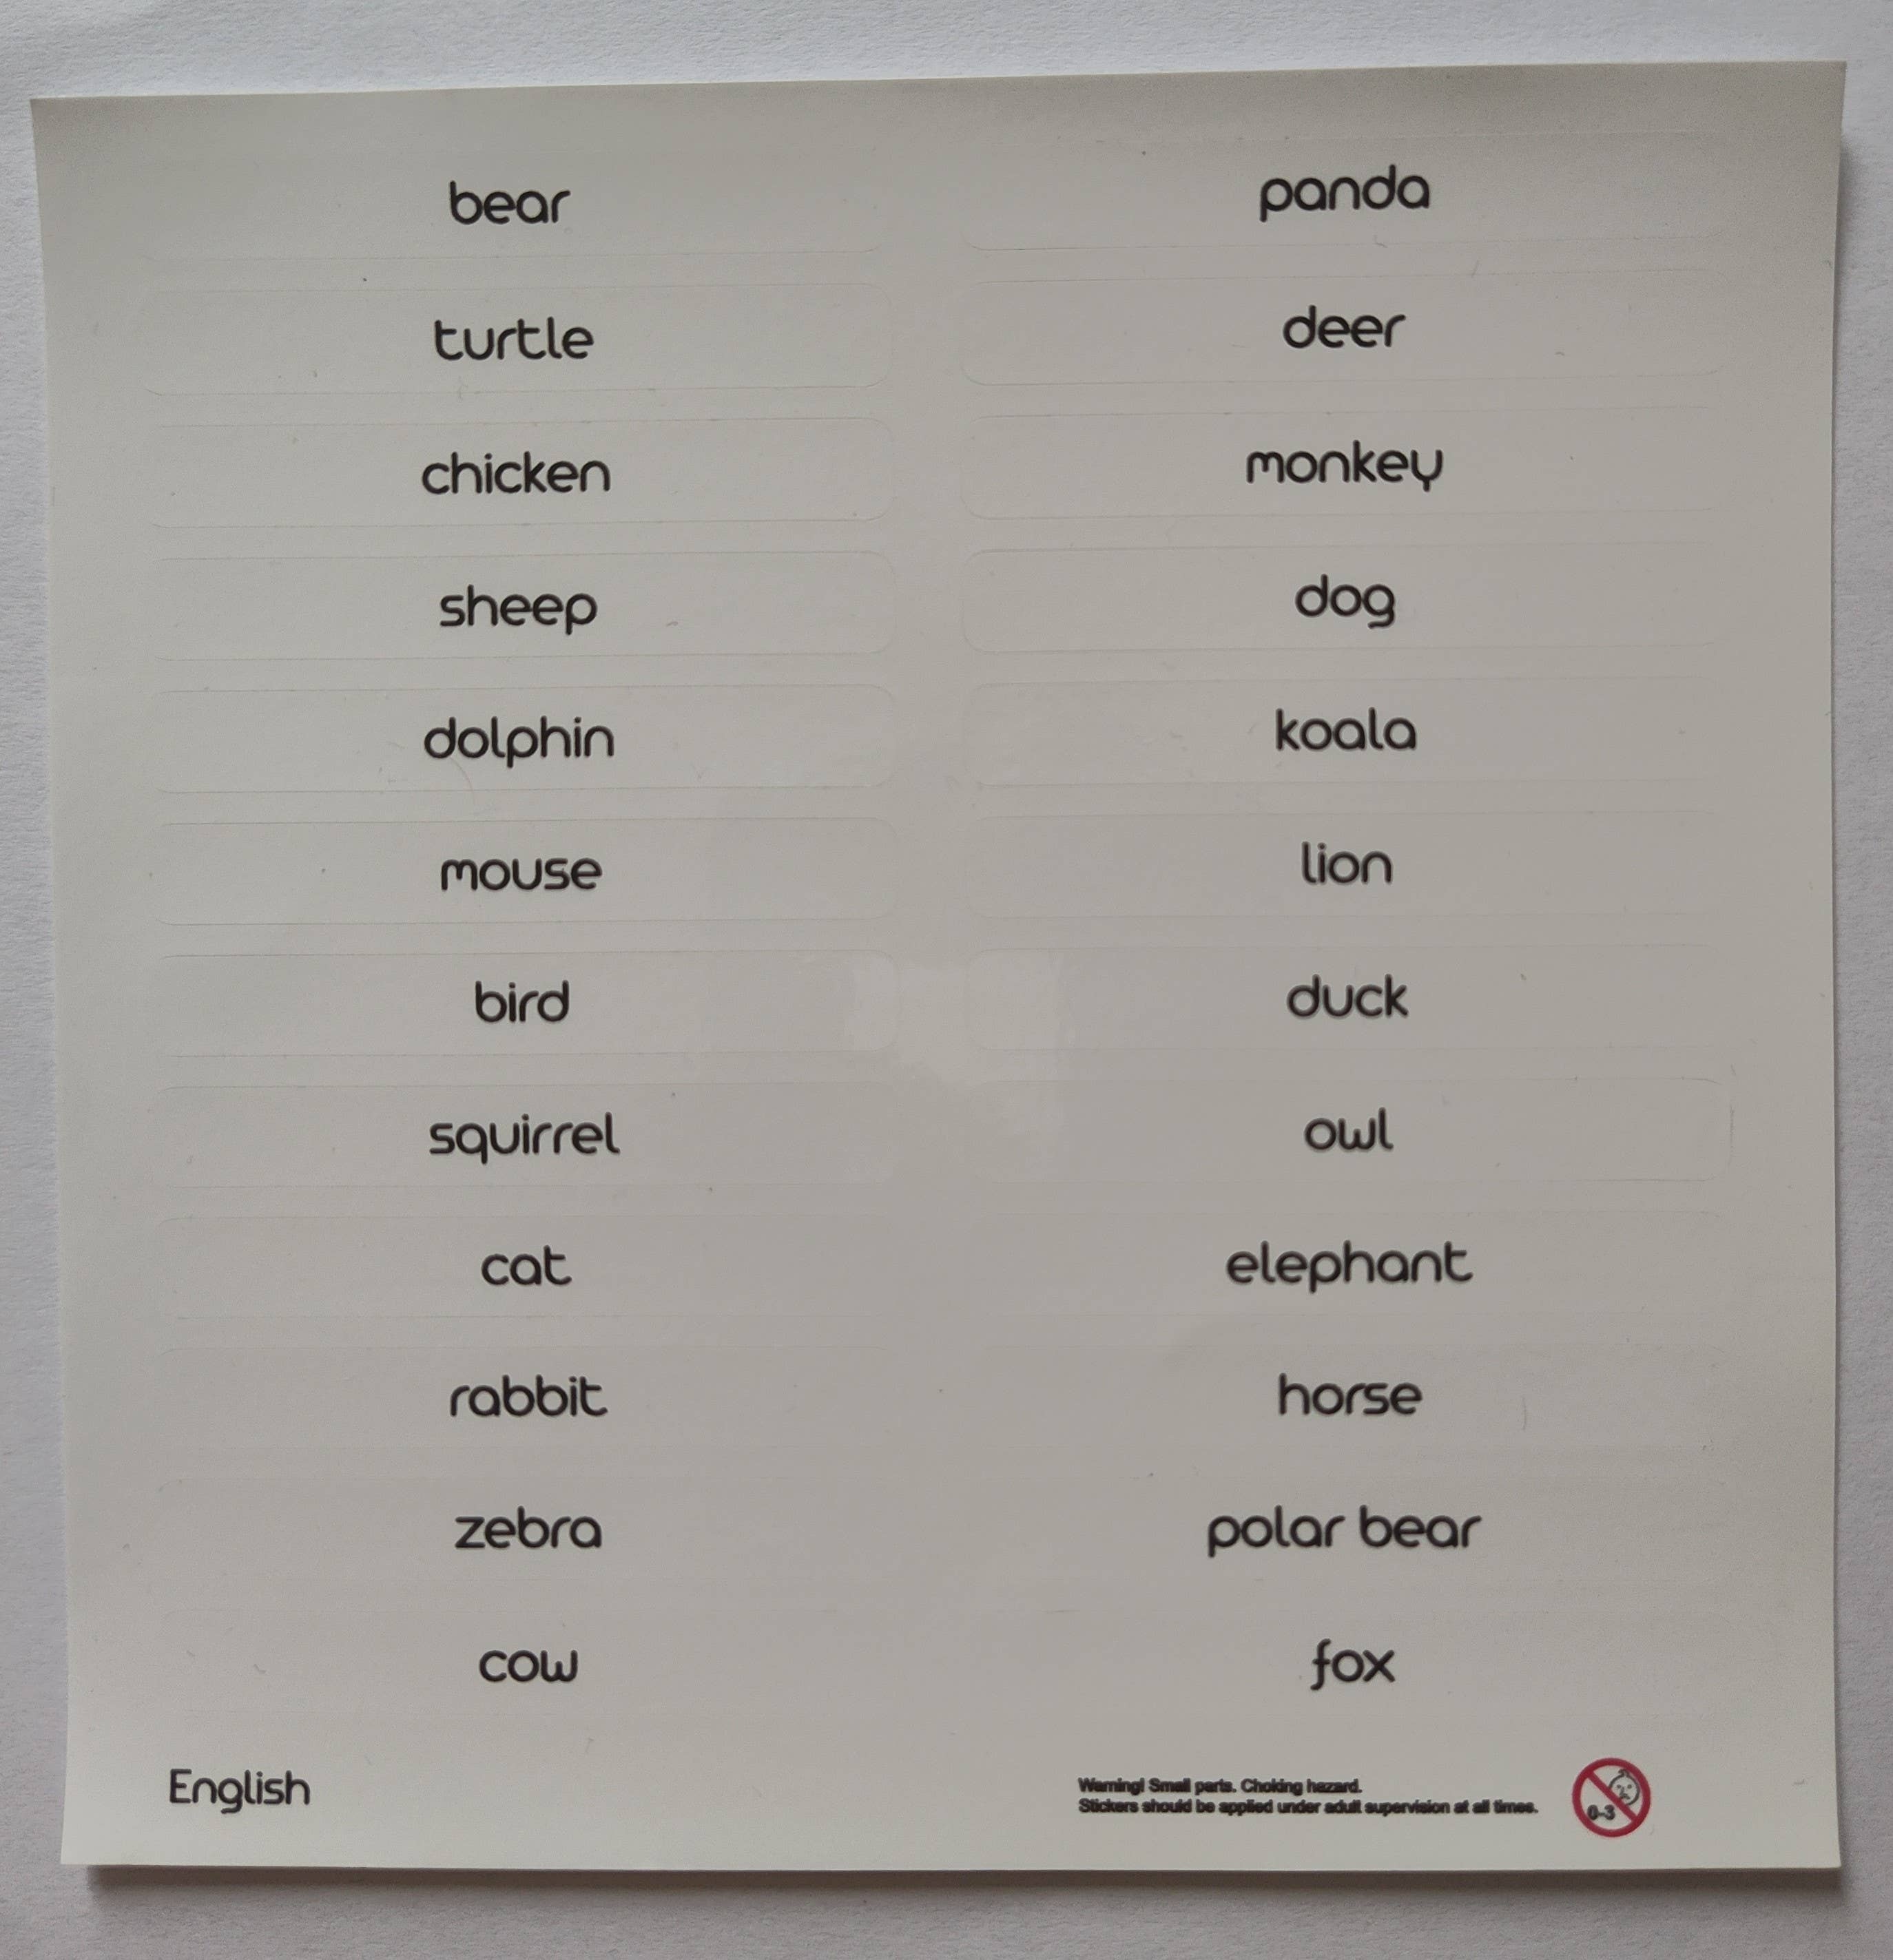 bear
turtle
chicken
sheep
dolphin
mouse
bird
squirrel
cat
rabbit
zebra
cow
panda
deer
monkey
dog
koala
lion
duck
owl
elephant
horse
polar bear
fox
English
Warning! Small parts. Choking hazard.
Stickers should be applied under adult supervision at all times.
0-3